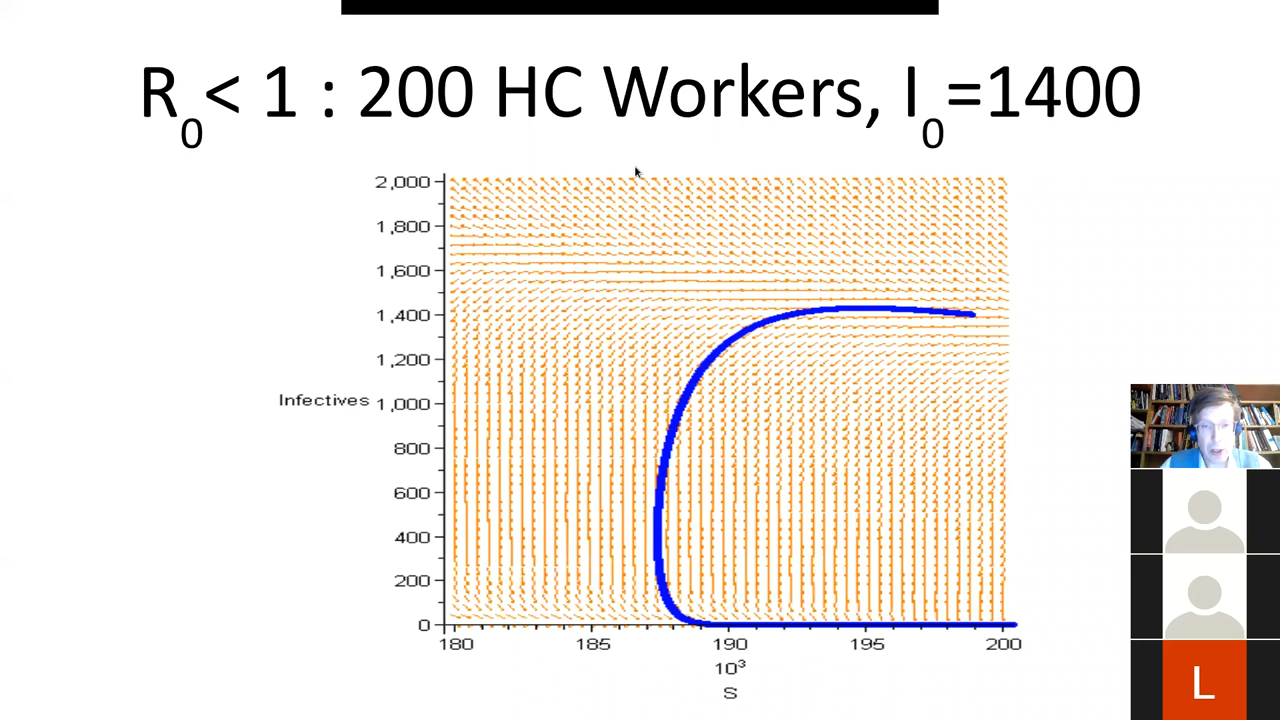 R0 < 1 : 200 HC Workers, I0=1400
2,000
1,800
1,600
1,400
1,200
Infectives 1,000
800
600
400
200
0
180 185 190 195 200
10³
S
L